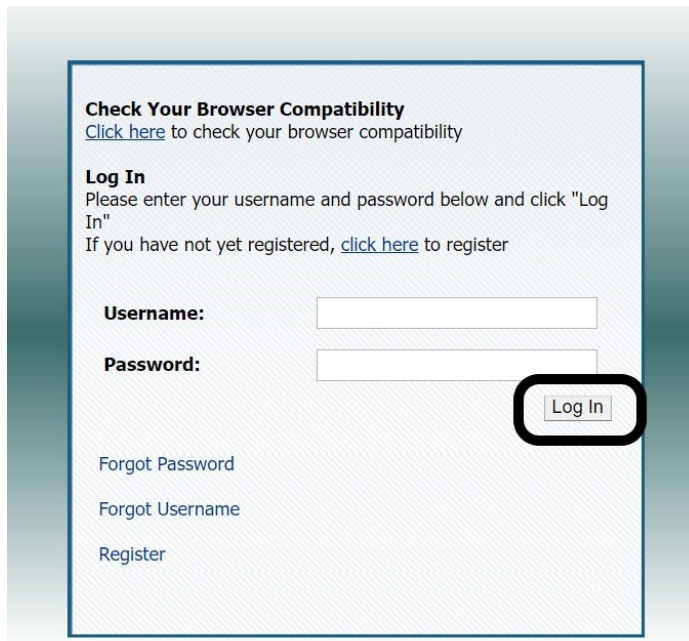 Check Your Browser Compatibility
Click here to check your browser compatibility
Log In
Please enter your username and password below and click "Log
In"
If you have not yet registered, click here to register
Username:
Password:
Log In
Forgot Password
Forgot Username
Register